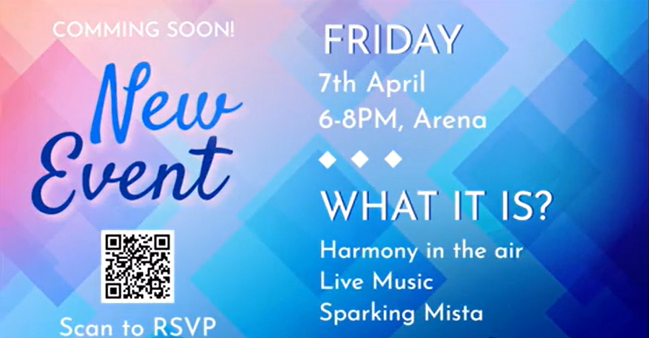 COMMING SOON!
New
Event
Scan to RSVP
FRIDAY
7th April
6-8PM, Arena
WHAT IT IS?
Harmony in the air
Live Music
Sparking Mista